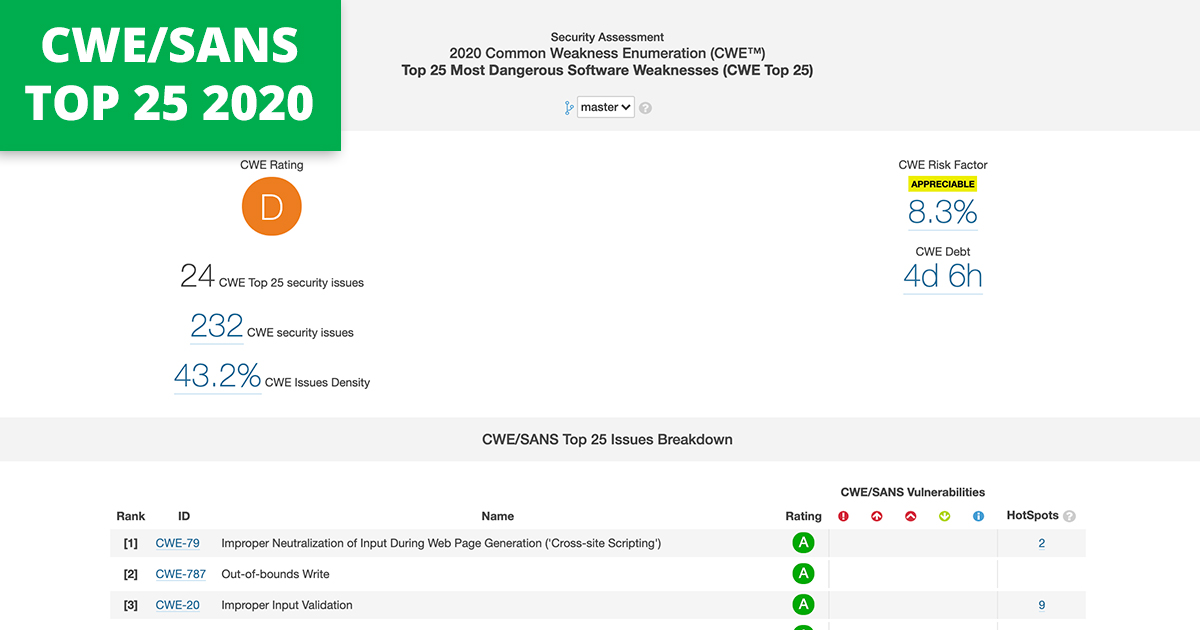 CWE/SANS
TOP 25 2020
Security Assessment
2020 Common Weakness Enumeration (CWE™)
Top 25 Most Dangerous Software Weaknesses (CWE Top 25)
master ?
CWE Rating
D
24 CWE Top 25 security issues
232 CWE security issues
43.2% CWE Issues Density
CWE Risk Factor
APPRECIABLE
8.3%
CWE Debt
4d 6h
CWE/SANS Top 25 Issues Breakdown
CWE/SANS Vulnerabilities
Rank ID Name Rating HotSpots ?
[1] CWE-79 Improper Neutralization of Input During Web Page Generation ('Cross-site Scripting') A 2
[2] CWE-787 Out-of-bounds Write A
[3] CWE-20 Improper Input Validation A 9